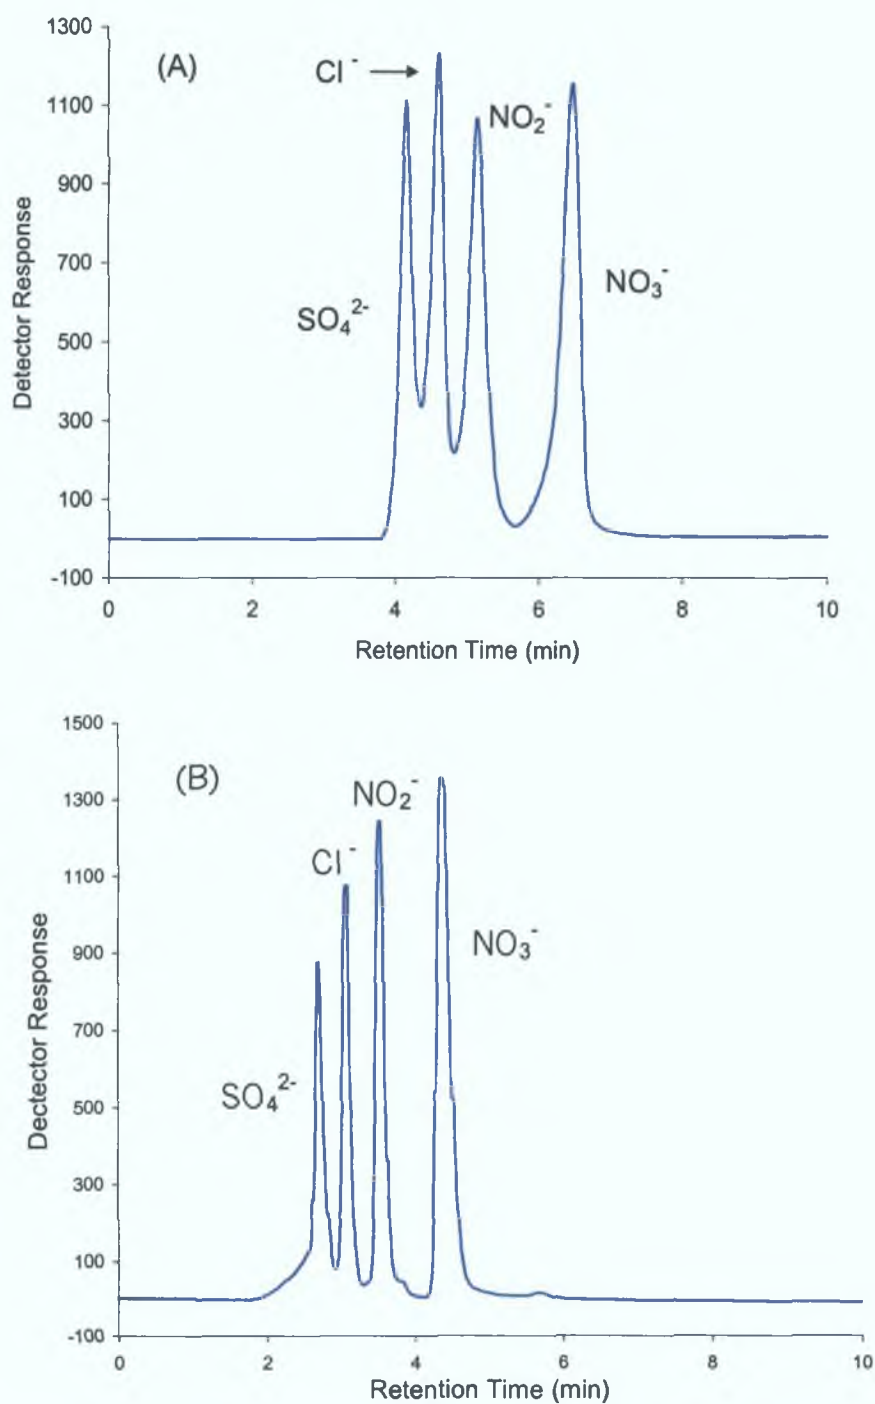 (A)
Cl⁻
NO₂⁻
NO₃⁻
SO₄²⁻
Detector Response
1300
1100
900
700
500
300
100
-100
0 2 4 6 8 10
Retention Time (min)
(B)
NO₂⁻
Cl⁻
NO₃⁻
SO₄²⁻
Dectector Response
1500
1300
1100
900
700
500
300
100
-100
0 2 4 6 8 10
Retention Time (min)